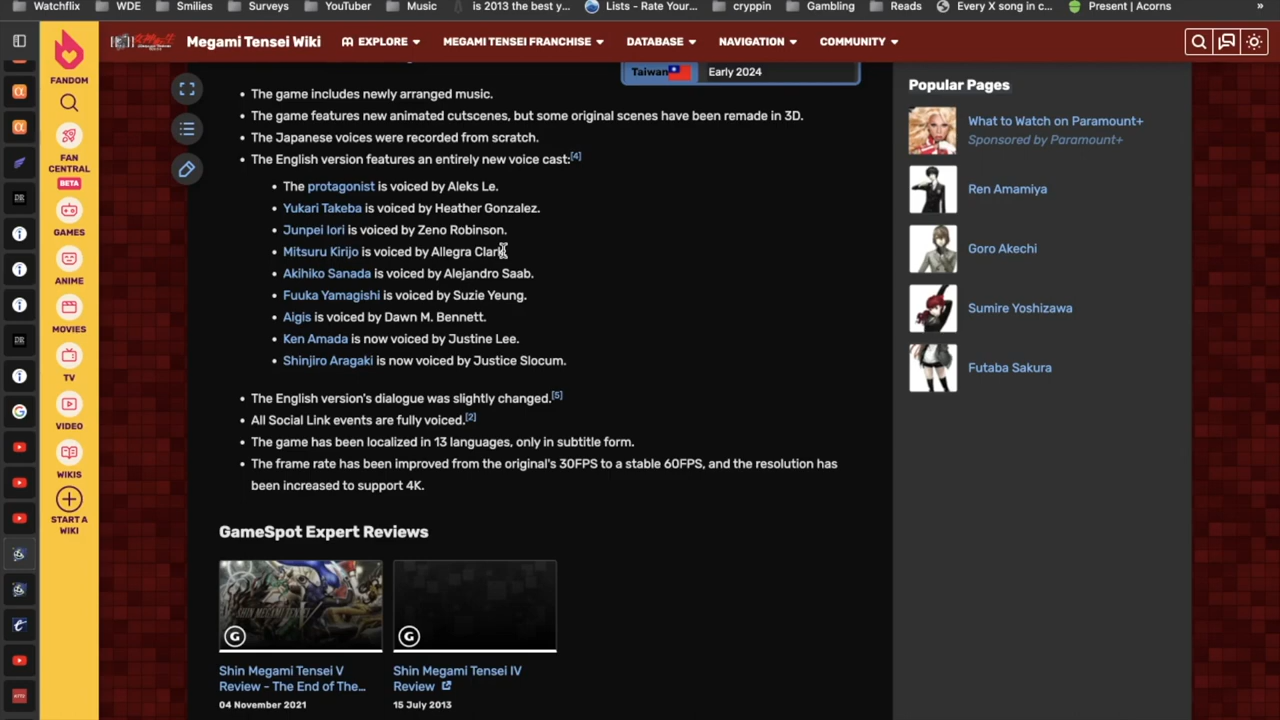 Watchflix WDE Smilies Surveys YouTube Music is 2013 the best y... Lists - Rate Your... cryppin Gambling Reads Every X song in c... Present | Acorns »
Megami Tensei Wiki EXPLORE MEGAMI TENSEI FRANCHISE DATABASE NAVIGATION COMMUNITY
FANDOM
FAN CENTRAL
BETA
GAMES
ANIME
MOVIES
TV
VIDEO
WIKIS
START A WIKI
Taiwan Early 2024
• The game includes newly arranged music.
• The game features new animated cutscenes, but some original scenes have been remade in 3D.
• The Japanese voices were recorded from scratch.
• The English version features an entirely new voice cast:[4]
• The protagonist is voiced by Aleks Le.
• Yukari Takeba is voiced by Heather Gonzalez.
• Junpei Iori is voiced by Zeno Robinson.
• Mitsuru Kirijo is voiced by Allegra Clark.
• Akihiko Sanada is voiced by Alejandro Saab.
• Fuuka Yamagishi is voiced by Suzie Yeung.
• Aigis is voiced by Dawn M. Bennett.
• Ken Amada is now voiced by Justine Lee.
• Shinjiro Aragaki is now voiced by Justice Slocum.
• The English version's dialogue was slightly changed.[5]
• All Social Link events are fully voiced.[2]
• The game has been localized in 13 languages, only in subtitle form.
• The frame rate has been improved from the original's 30FPS to a stable 60FPS, and the resolution has
been increased to support 4K.
GameSpot Expert Reviews
Shin Megami Tensei V
Review - The End of The...
04 November 2021
Shin Megami Tensei IV
Review
15 July 2013
Popular Pages
What to Watch on Paramount+
Sponsored by Paramount+
Ren Amamiya
Goro Akechi
Sumire Yoshizawa
Futaba Sakura